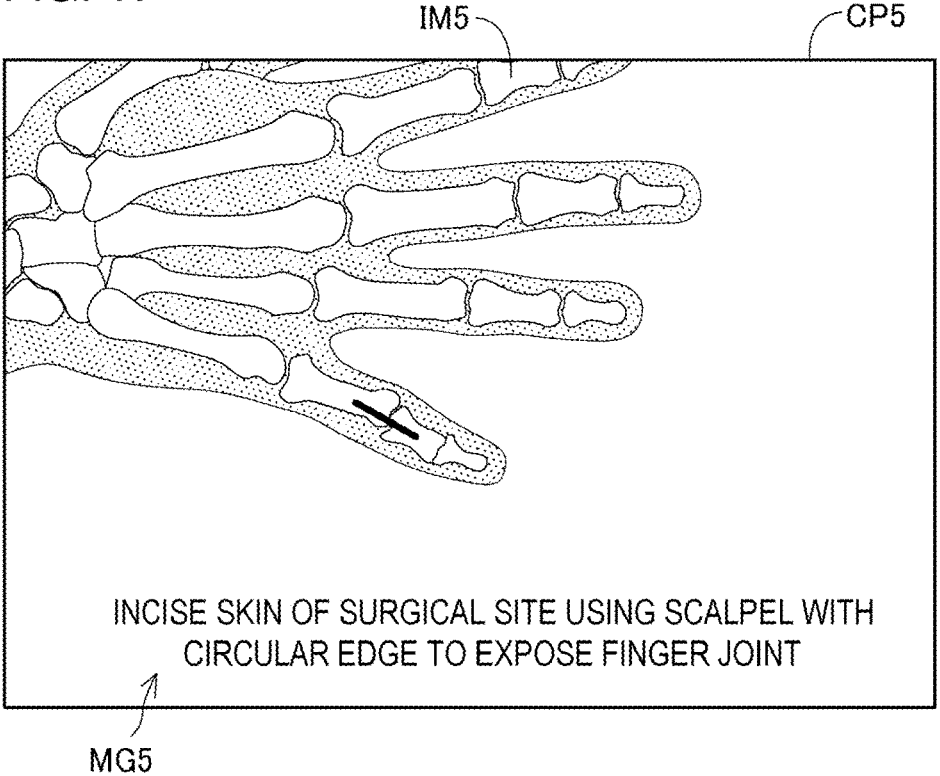 IM5
CP5
INCISE SKIN OF SURGICAL SITE USING SCALPEL WITH
CIRCULAR EDGE TO EXPOSE FINGER JOINT
MG5